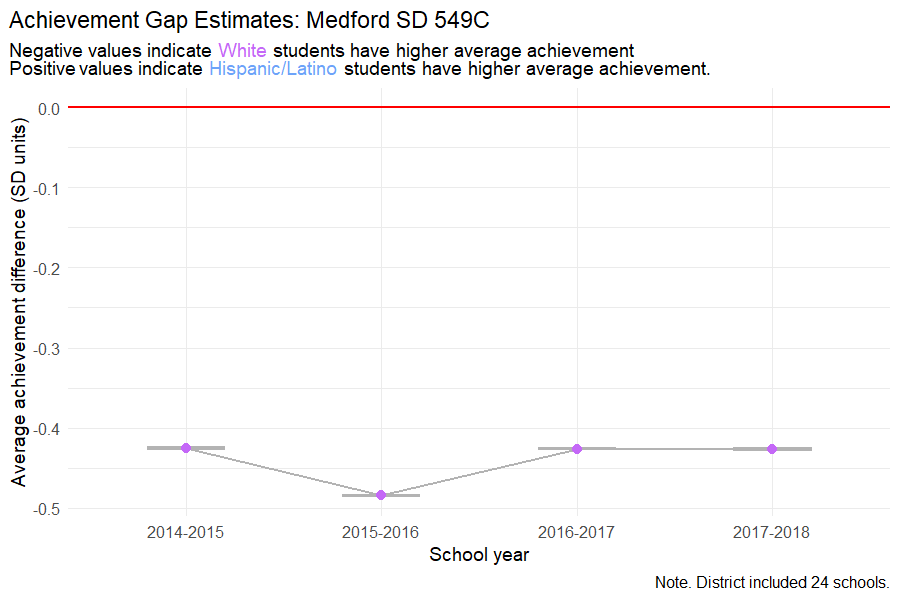 Achievement Gap Estimates: Medford SD 549C
Negative values indicate White students have higher average achievement
Positive values indicate Hispanic/Latino students have higher average achievement.
Average achievement difference (SD units)
0.0
-0.1
-0.2
-0.3
-0.4
-0.5
2014-2015 2015-2016 2016-2017 2017-2018
School year
Note. District included 24 schools.